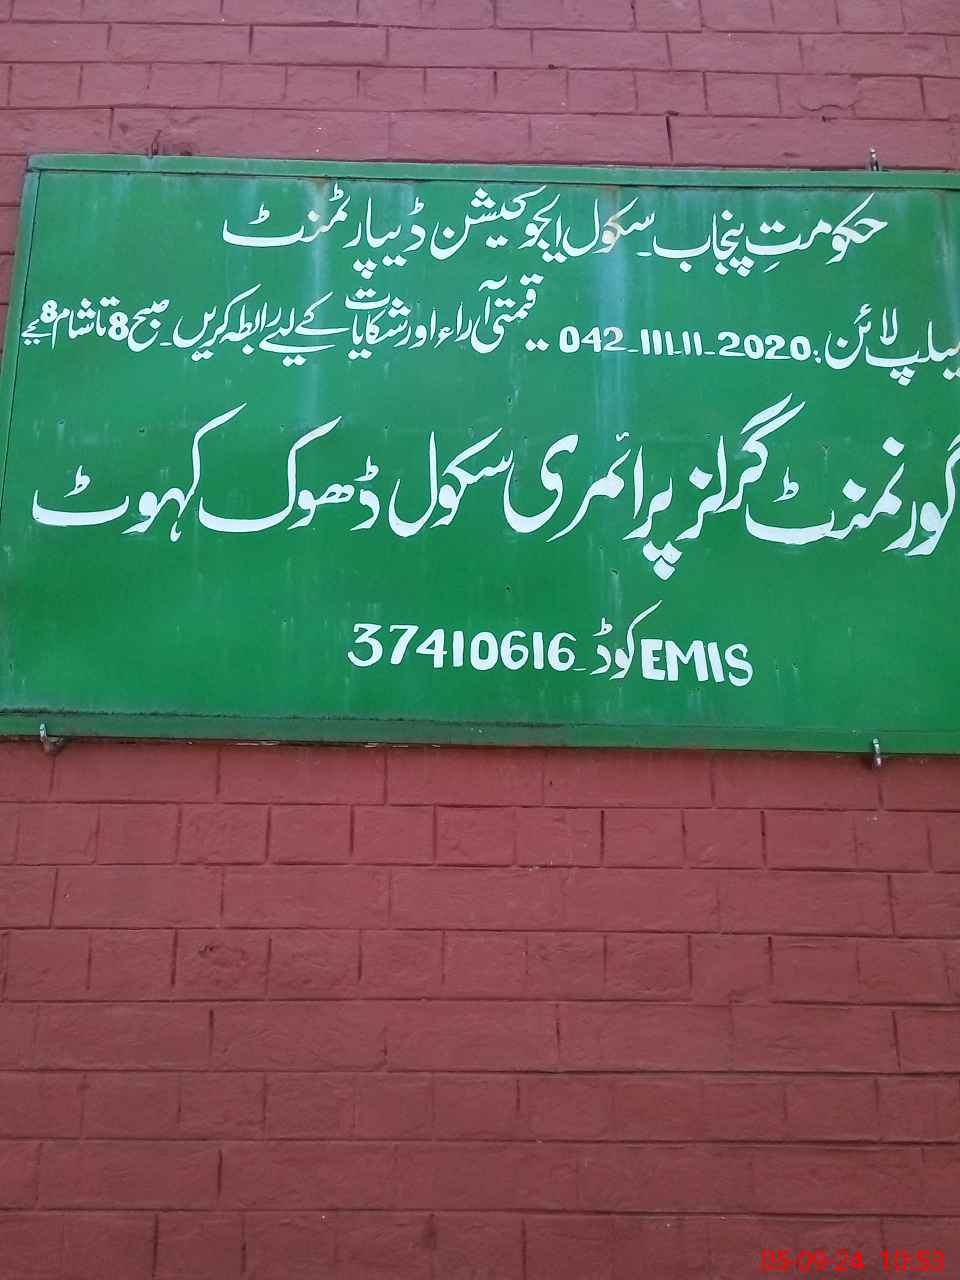 حکومتِ پنجاب۔سکول ایجوکیشن ڈیپارٹمنٹ
ہیلپ لائن: 042-111-11-2020 قیمتی آراء اور شکایات کے لیے رابطہ کریں۔صبح 8 تا شام 8 بجے
گورنمنٹ گرلز پرائمری سکول ڈھوک کہوٹ
EMIS کوڈ۔37410616
05-09-24 10:53